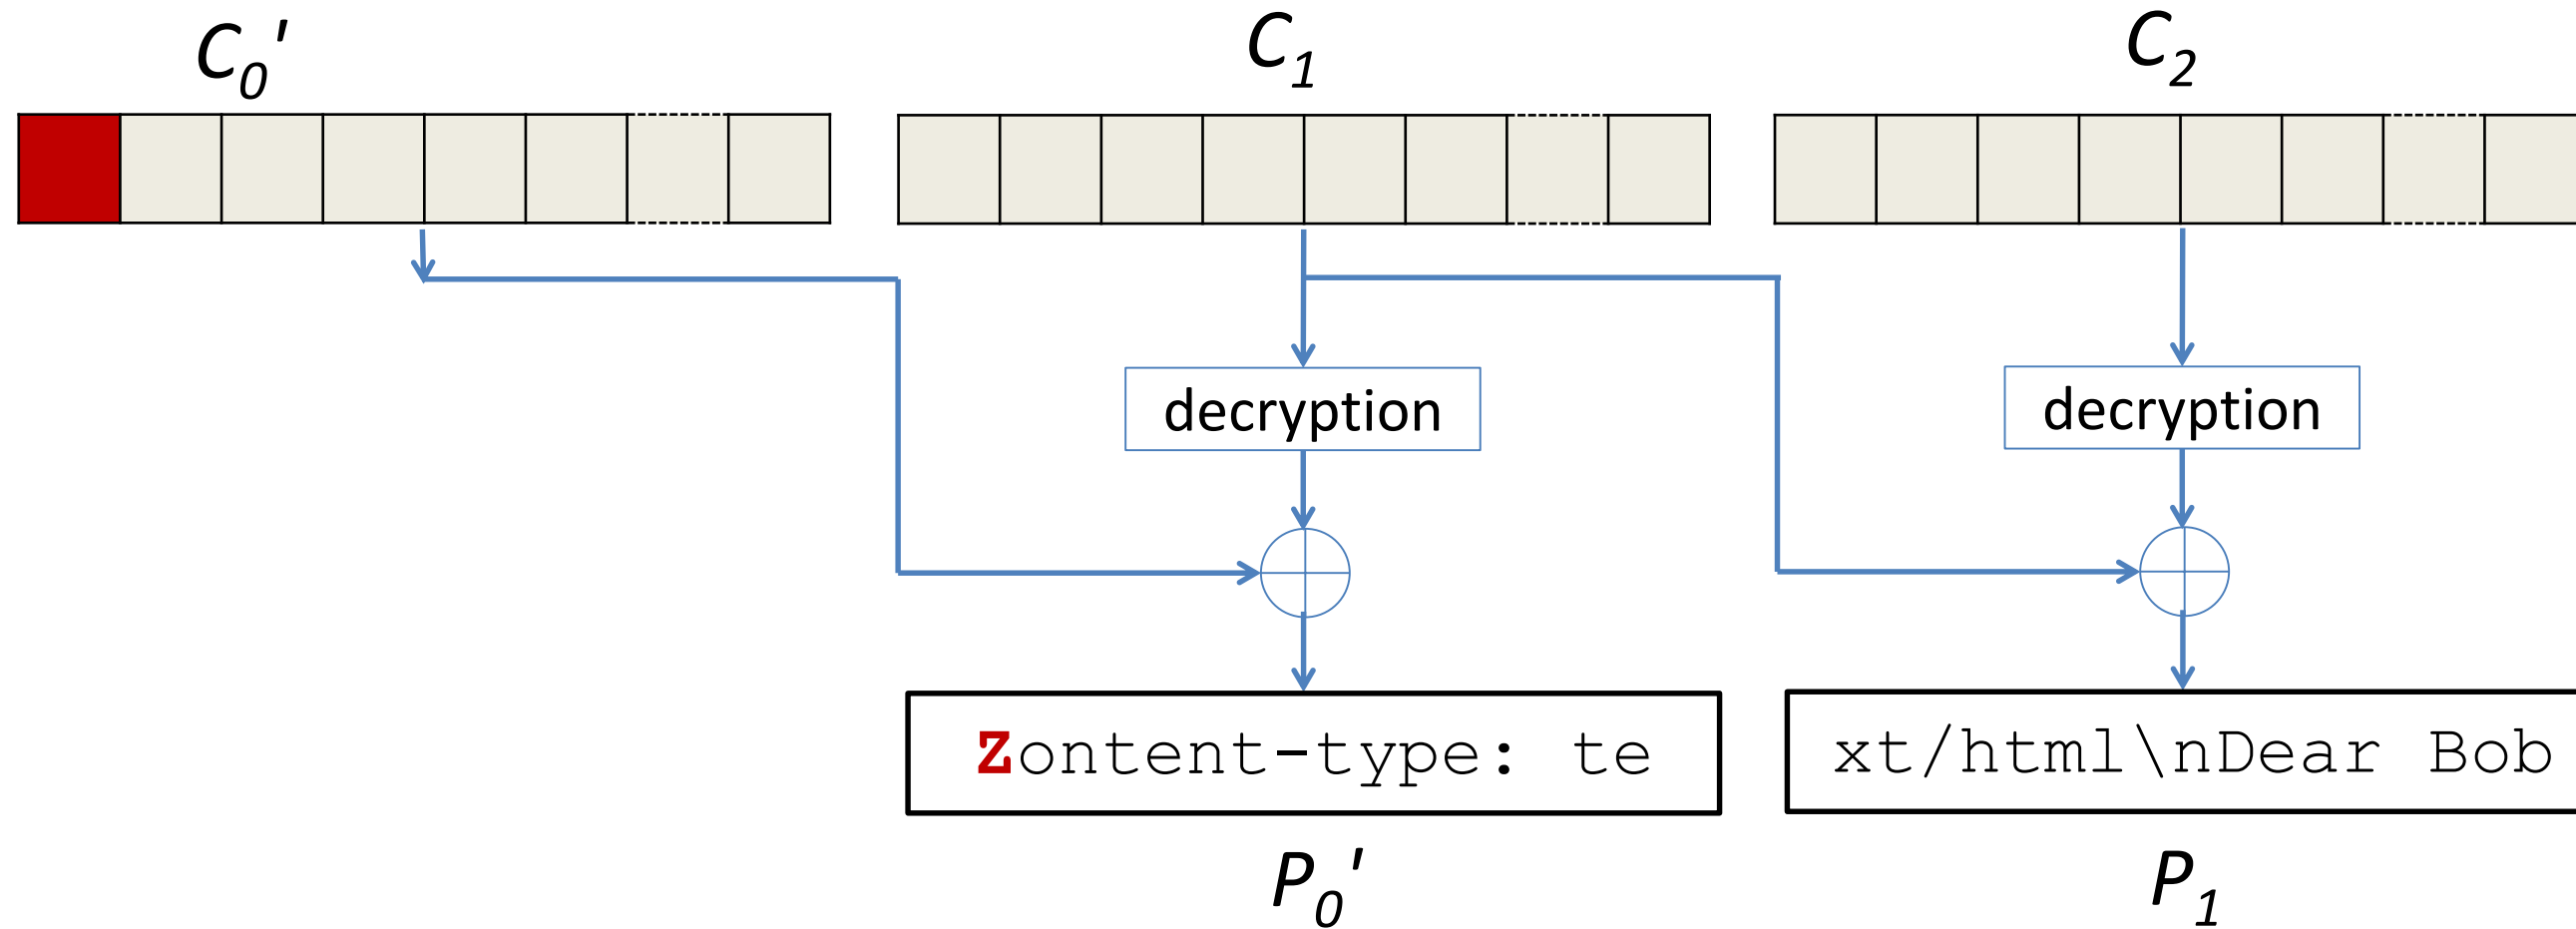 C0' C1 C2
decryption decryption
Zontent-type: te xt/html\nDear Bob
P0' P1